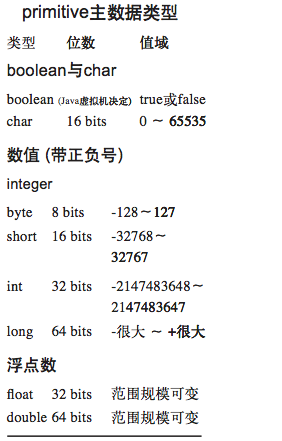 primitive主数据类型
类型 位数 值域
boolean与char
boolean (Java虚拟机决定) true或false
char 16 bits 0 ~ 65535
数值 (带正负号)
integer
byte 8 bits -128~127
short 16 bits -32768~
32767
int 32 bits -2147483648~
2147483647
long 64 bits -很大 ~ +很大
浮点数
float 32 bits 范围规模可变
double 64 bits 范围规模可变